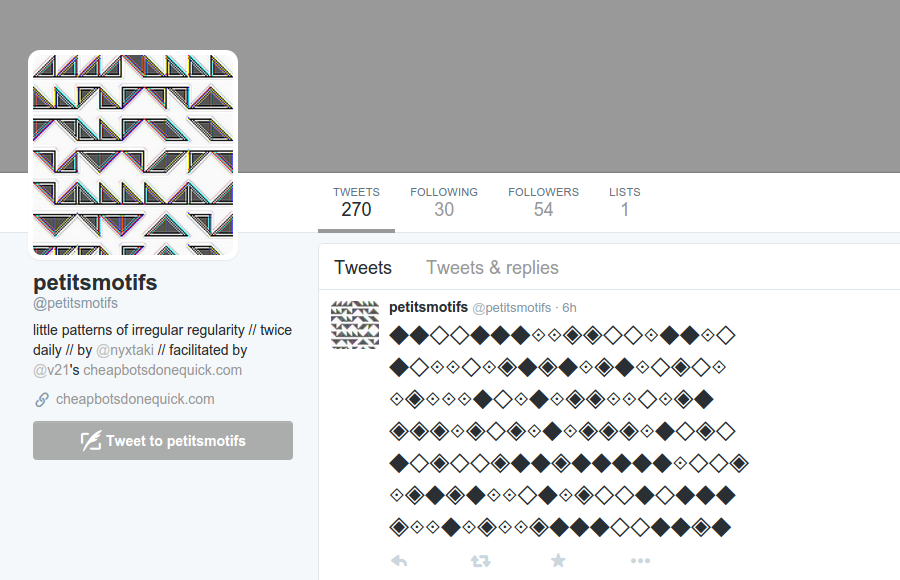 TWEETS
270
FOLLOWING
30
FOLLOWERS
54
LISTS
1
petitsmotifs
@petitsmotifs
little patterns of irregular regularity // twice
daily // by @nyxtaki // facilitated by
@v21's cheapbotsdonequick.com
cheapbotsdonequick.com
Tweet to petitsmotifs
Tweets
Tweets & replies
petitsmotifs @petitsmotifs · 6h
◆◆◇◇◆◆◆⟐⟐◈◈◇◇⟐◆◆⟐◇
◆◇⟐⟐◇⟐◈◆◈◆⟐◈◆⟐◇◈◇⟐
⟐◈⟐⟐⟐◆◇⟐◆⟐◈◈⟐⟐◇⟐◈◆
◈◈◈⟐◈◇◈⟐◆⟐◈◈◈⟐◆◇◈◇
◆◇◈◇◇◈◆◆◈◆◆◆◆◆⟐◇◇◈
⟐◈◆◈◆⟐⟐◇◆⟐◈◇◇◆◇◆◆◆
◈⟐⟐◆⟐◈⟐⟐◈◆◆◆◇◇◆◆◈◆